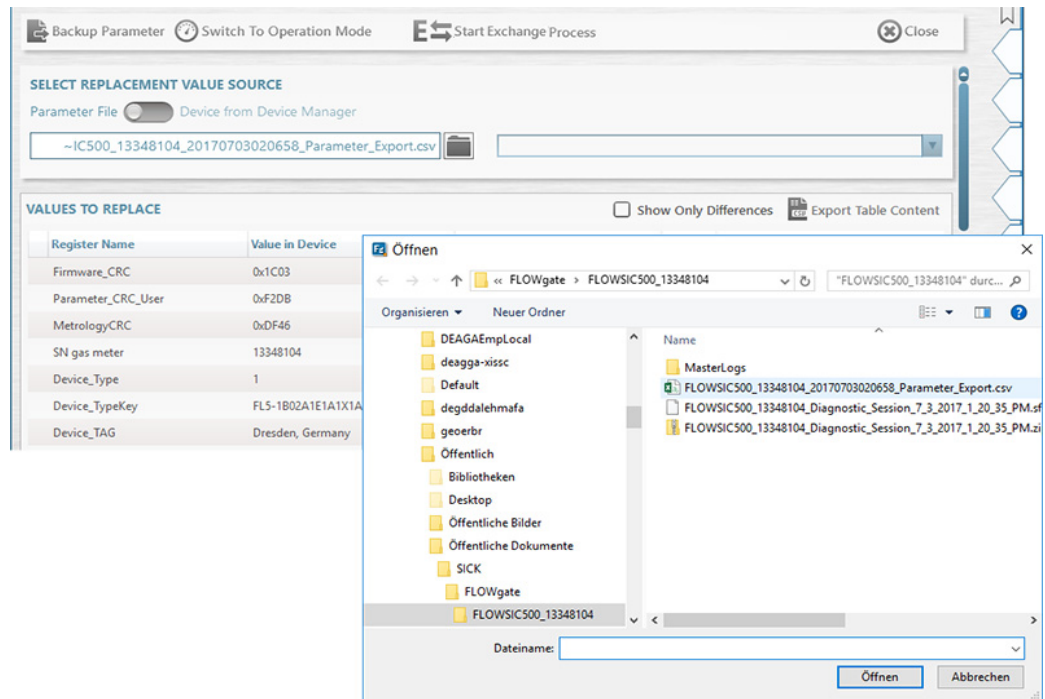 Backup Parameter Switch To Operation Mode Start Exchange Process Close
SELECT REPLACEMENT VALUE SOURCE
Parameter File Device from Device Manager
~IC500_13348104_20170703020658_Parameter_Export.csv
VALUES TO REPLACE
Show Only Differences Export Table Content
Register Name Value in Device
Firmware_CRC 0x1C03
Parameter_CRC_User 0xF2DB
MetrologyCRC 0xDF46
SN gas meter 13348104
Device_Type 1
Device_TypeKey FL5-1B02A1E1A1X1A
Device_TAG Dresden, Germany
Öffnen
« FLOWgate › FLOWSIC500_13348104
"FLOWSIC500_13348104" durc...
Organisieren Neuer Ordner
DEAGAEmpLocal
deagga-xissc
Default
degddalehmafa
geoerbr
Öffentlich
Bibliotheken
Desktop
Öffentliche Bilder
Öffentliche Dokumente
SICK
FLOWgate
FLOWSIC500_13348104
Name
MasterLogs
FLOWSIC500_13348104_20170703020658_Parameter_Export.csv
FLOWSIC500_13348104_Diagnostic_Session_7_3_2017_1_20_35_PM.sf
FLOWSIC500_13348104_Diagnostic_Session_7_3_2017_1_20_35_PM.zi
Dateiname:
Öffnen Abbrechen